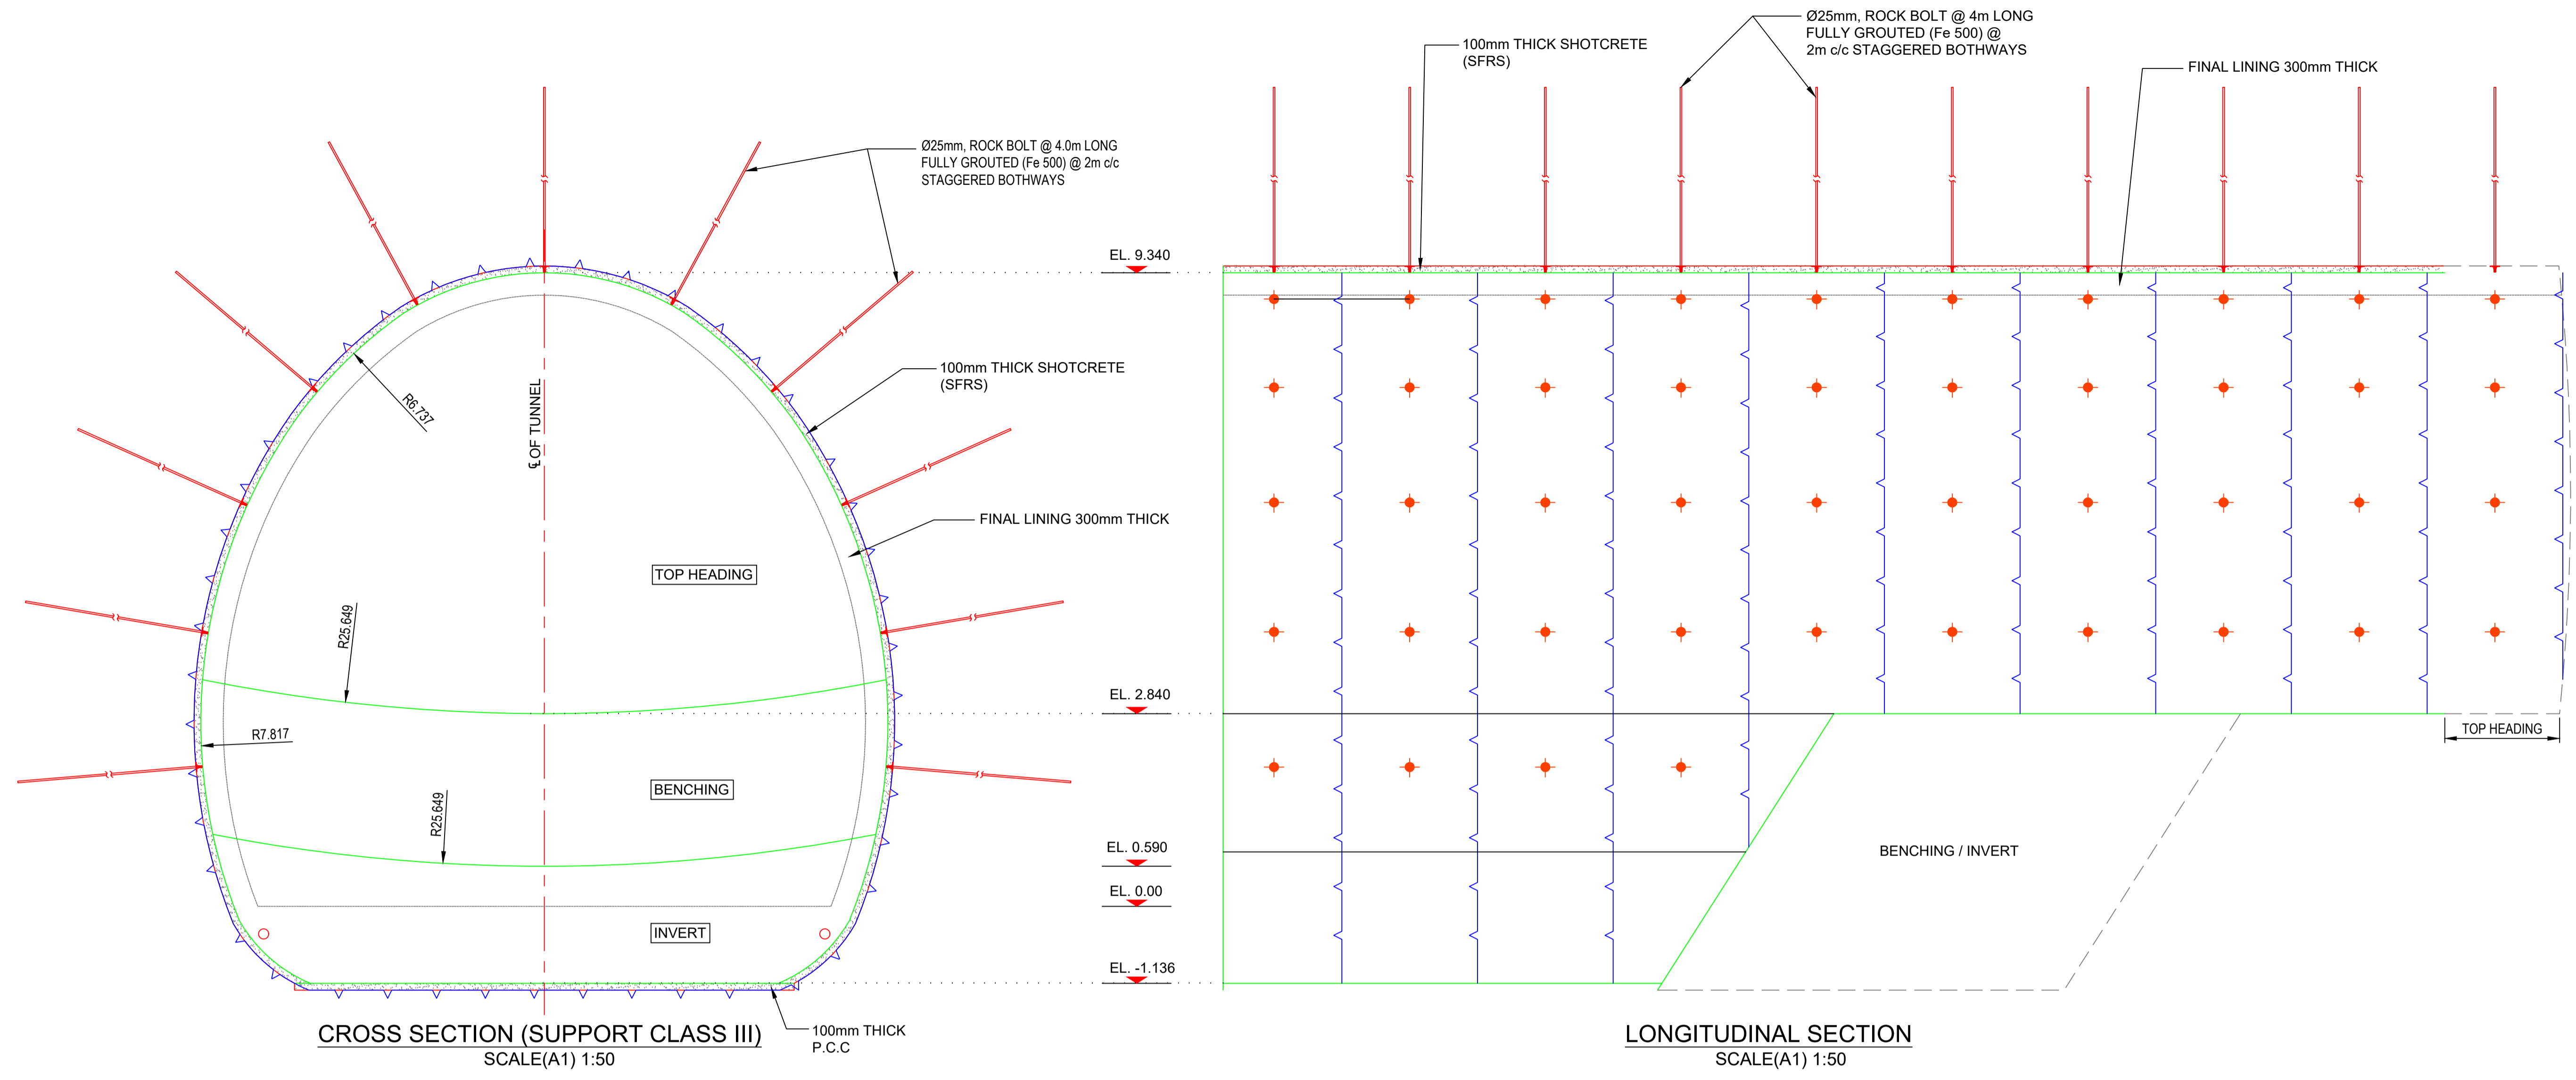 Ø25mm, ROCK BOLT @ 4.0m LONG
FULLY GROUTED (Fe 500) @ 2m c/c
STAGGERED BOTHWAYS
100mm THICK SHOTCRETE
(SFRS)
R6.737
℄ OF TUNNEL
FINAL LINING 300mm THICK
TOP HEADING
R25.649
R7.817
BENCHING
R25.649
INVERT
100mm THICK
P.C.C
CROSS SECTION (SUPPORT CLASS III)
SCALE(A1) 1:50
EL. 9.340
EL. 2.840
EL. 0.590
EL. 0.00
EL. -1.136
100mm THICK SHOTCRETE
(SFRS)
Ø25mm, ROCK BOLT @ 4m LONG
FULLY GROUTED (Fe 500) @
2m c/c STAGGERED BOTHWAYS
FINAL LINING 300mm THICK
TOP HEADING
BENCHING / INVERT
LONGITUDINAL SECTION
SCALE(A1) 1:50